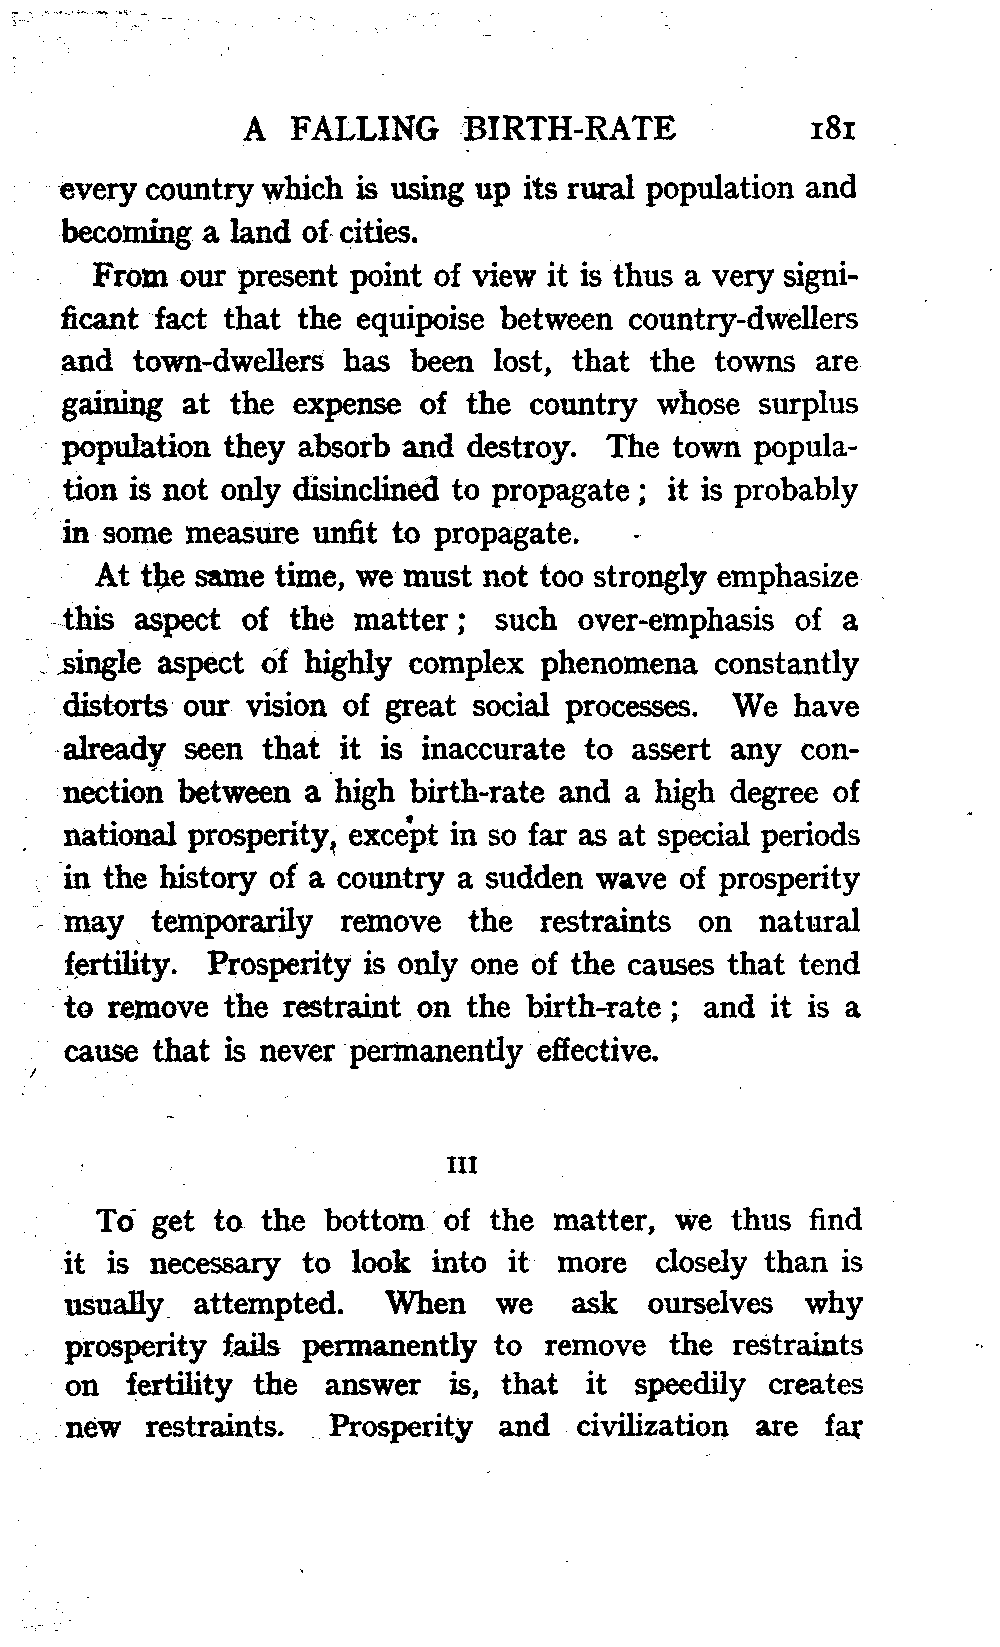 A FALLING BIRTH-RATE 181
every country which is using up its rural population and
becoming a land of cities.
From our present point of view it is thus a very signi-
ficant fact that the equipoise between country-dwellers
and town-dwellers has been lost, that the towns are
gaining at the expense of the country whose surplus
population they absorb and destroy. The town popula-
tion is not only disinclined to propagate ; it is probably
in some measure unfit to propagate.
At the same time, we must not too strongly emphasize
this aspect of the matter ; such over-emphasis of a
single aspect of highly complex phenomena constantly
distorts our vision of great social processes. We have
already seen that it is inaccurate to assert any con-
nection between a high birth-rate and a high degree of
national prosperity, except in so far as at special periods
in the history of a country a sudden wave of prosperity
may temporarily remove the restraints on natural
fertility. Prosperity is only one of the causes that tend
to remove the restraint on the birth-rate ; and it is a
cause that is never permanently effective.
III
To get to the bottom of the matter, we thus find
it is necessary to look into it more closely than is
usually attempted. When we ask ourselves why
prosperity fails permanently to remove the restraints
on fertility the answer is, that it speedily creates
new restraints. Prosperity and civilization are far